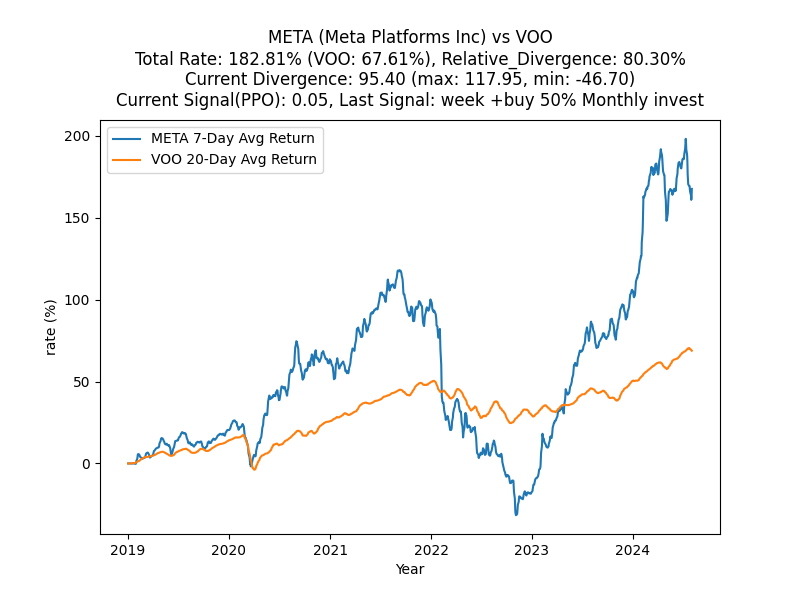 META (Meta Platforms Inc) vs VOO
Total Rate: 182.81% (VOO: 67.61%), Relative_Divergence: 80.30%
Current Divergence: 95.40 (max: 117.95, min: -46.70)
Current Signal(PPO): 0.05, Last Signal: week +buy 50% Monthly invest
META 7-Day Avg Return
VOO 20-Day Avg Return
rate (%)
200
150
100
50
0
2019 2020 2021 2022 2023 2024
Year